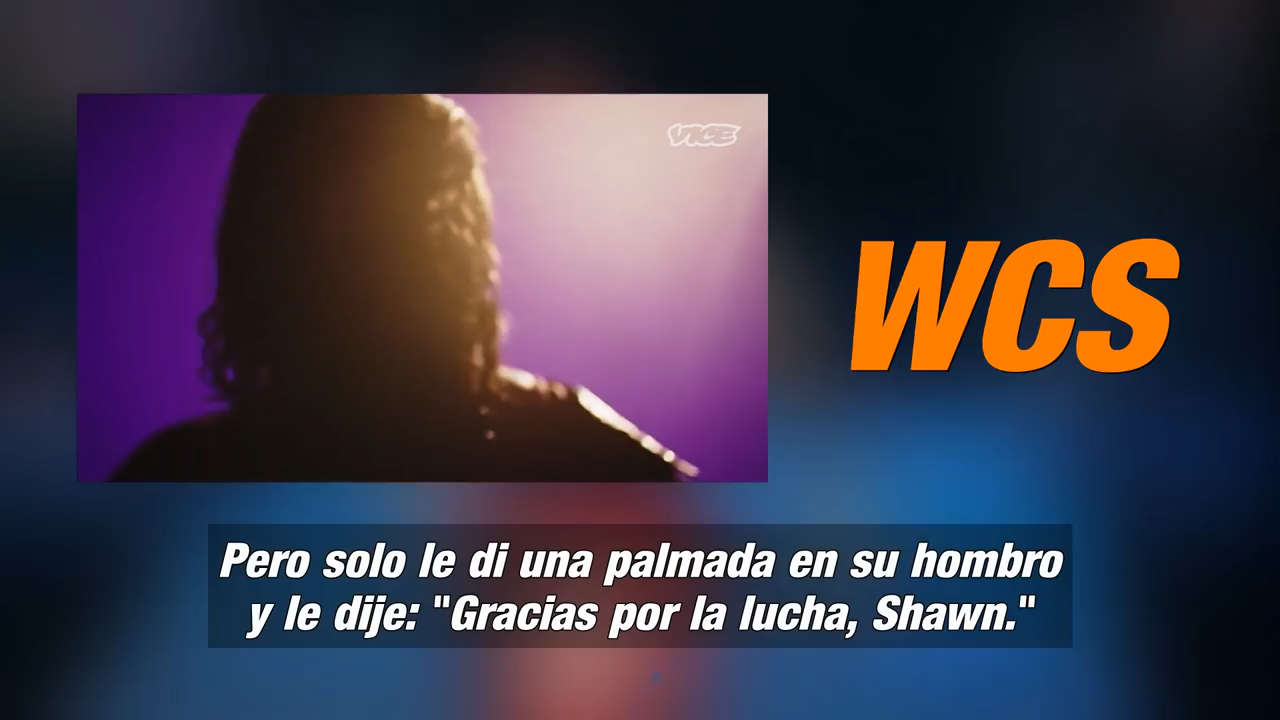 VICE
WCS
Pero solo le di una palmada en su hombro
y le dije: "Gracias por la lucha, Shawn."